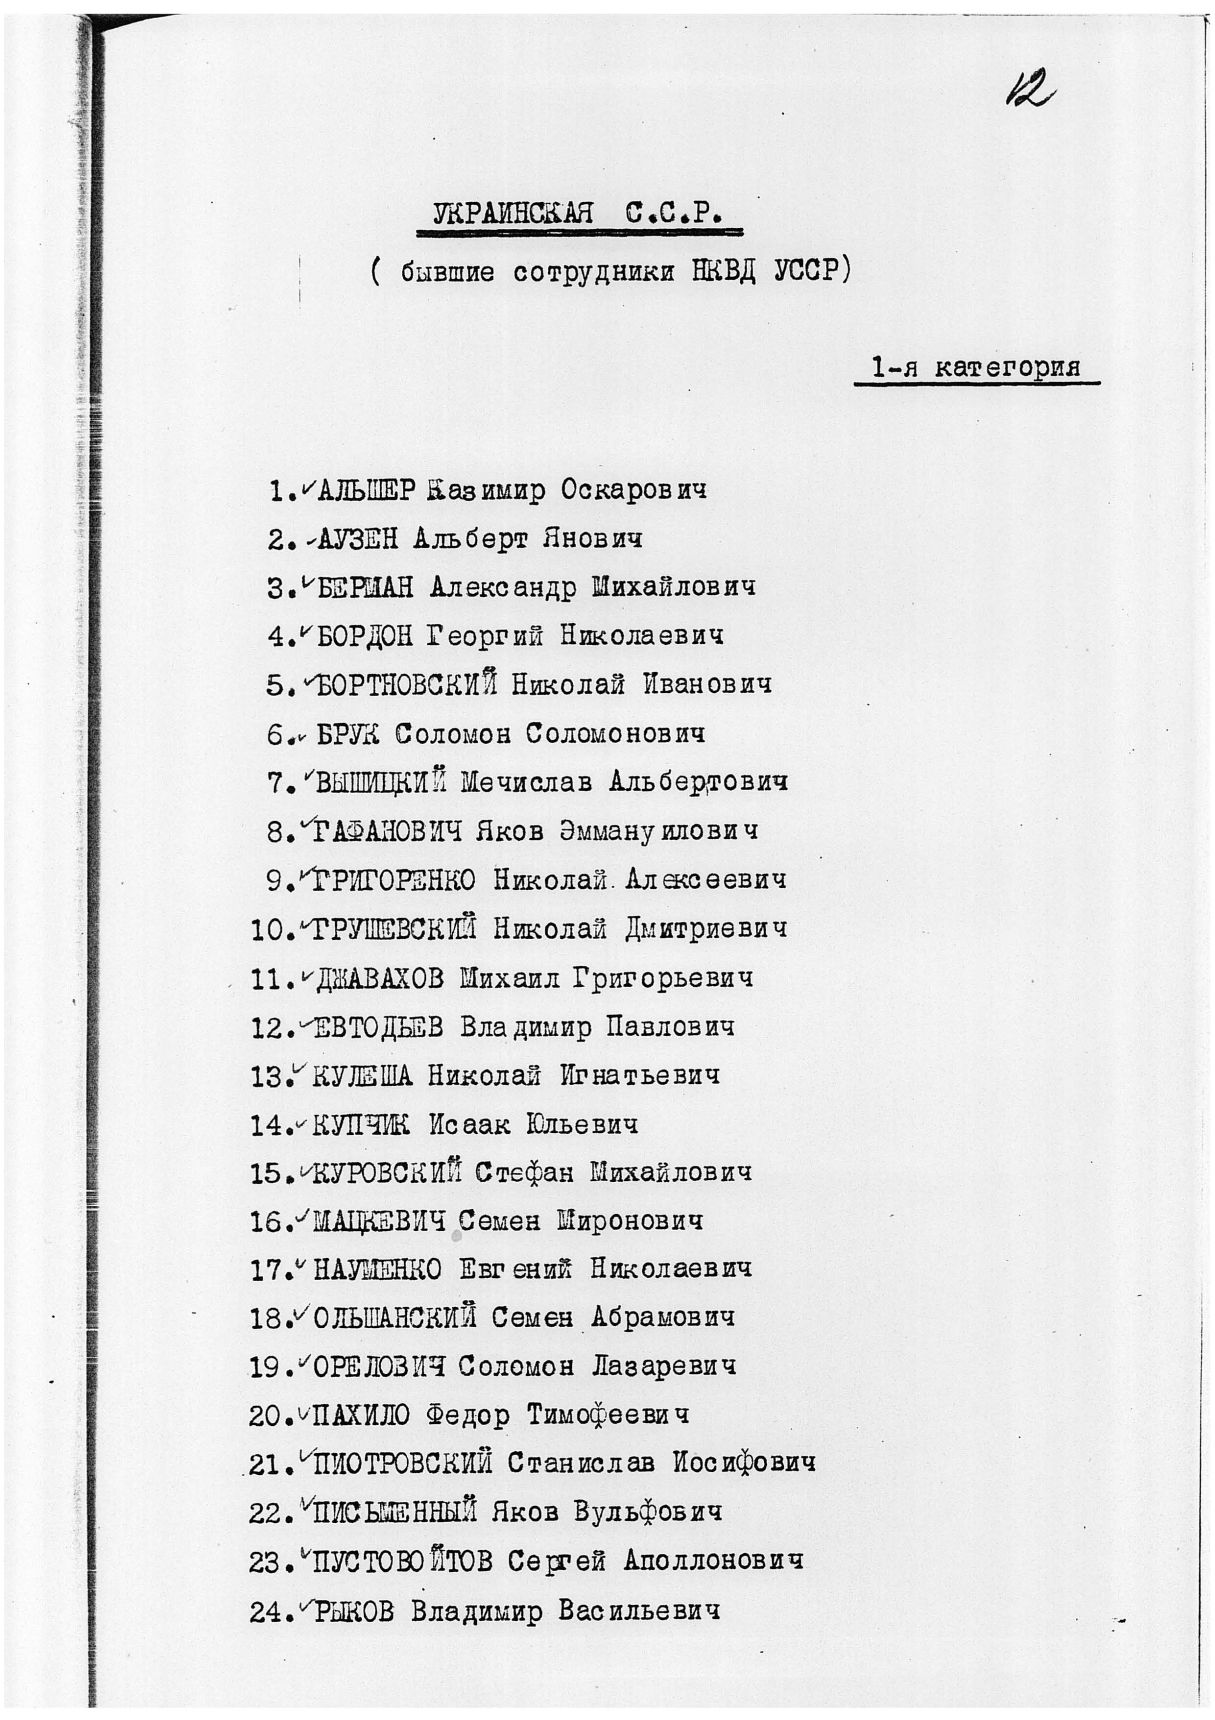 12
УКРАИНСКАЯ С.С.Р.
( бывшие сотрудники НКВД УССР)
1-я категория
1. АЛЬШЕР Казимир Оскарович
2. АУЗЕН Альберт Янович
3. БЕРМАН Александр Михайлович
4. БОРДОН Георгий Николаевич
5. БОРТНОВСКИЙ Николай Иванович
6. БРУК Соломон Соломонович
7. ВЫШИЦКИЙ Мечислав Альбертович
8. ГАФАНОВИЧ Яков Эммануилович
9. ГРИГОРЕНКО Николай Алексеевич
10. ГРУШЕВСКИЙ Николай Дмитриевич
11. ДЖАВАХОВ Михаил Григорьевич
12. ЕВТОДЬЕВ Владимир Павлович
13. КУЛЕША Николай Игнатьевич
14. КУПЧИК Исаак Юльевич
15. КУРОВСКИЙ Стефан Михайлович
16. МАЦКЕВИЧ Семен Миронович
17. НАУМЕНКО Евгений Николаевич
18. ОЛЬШАНСКИЙ Семен Абрамович
19. ОРЕЛОВИЧ Соломон Лазаревич
20. ПАХИЛО Федор Тимофеевич
21. ПИОТРОВСКИЙ Станислав Иосифович
22. ПИСЬМЕННЫЙ Яков Вульфович
23. ПУСТОВОЙТОВ Сергей Аполлонович
24. РЫКОВ Владимир Васильевич